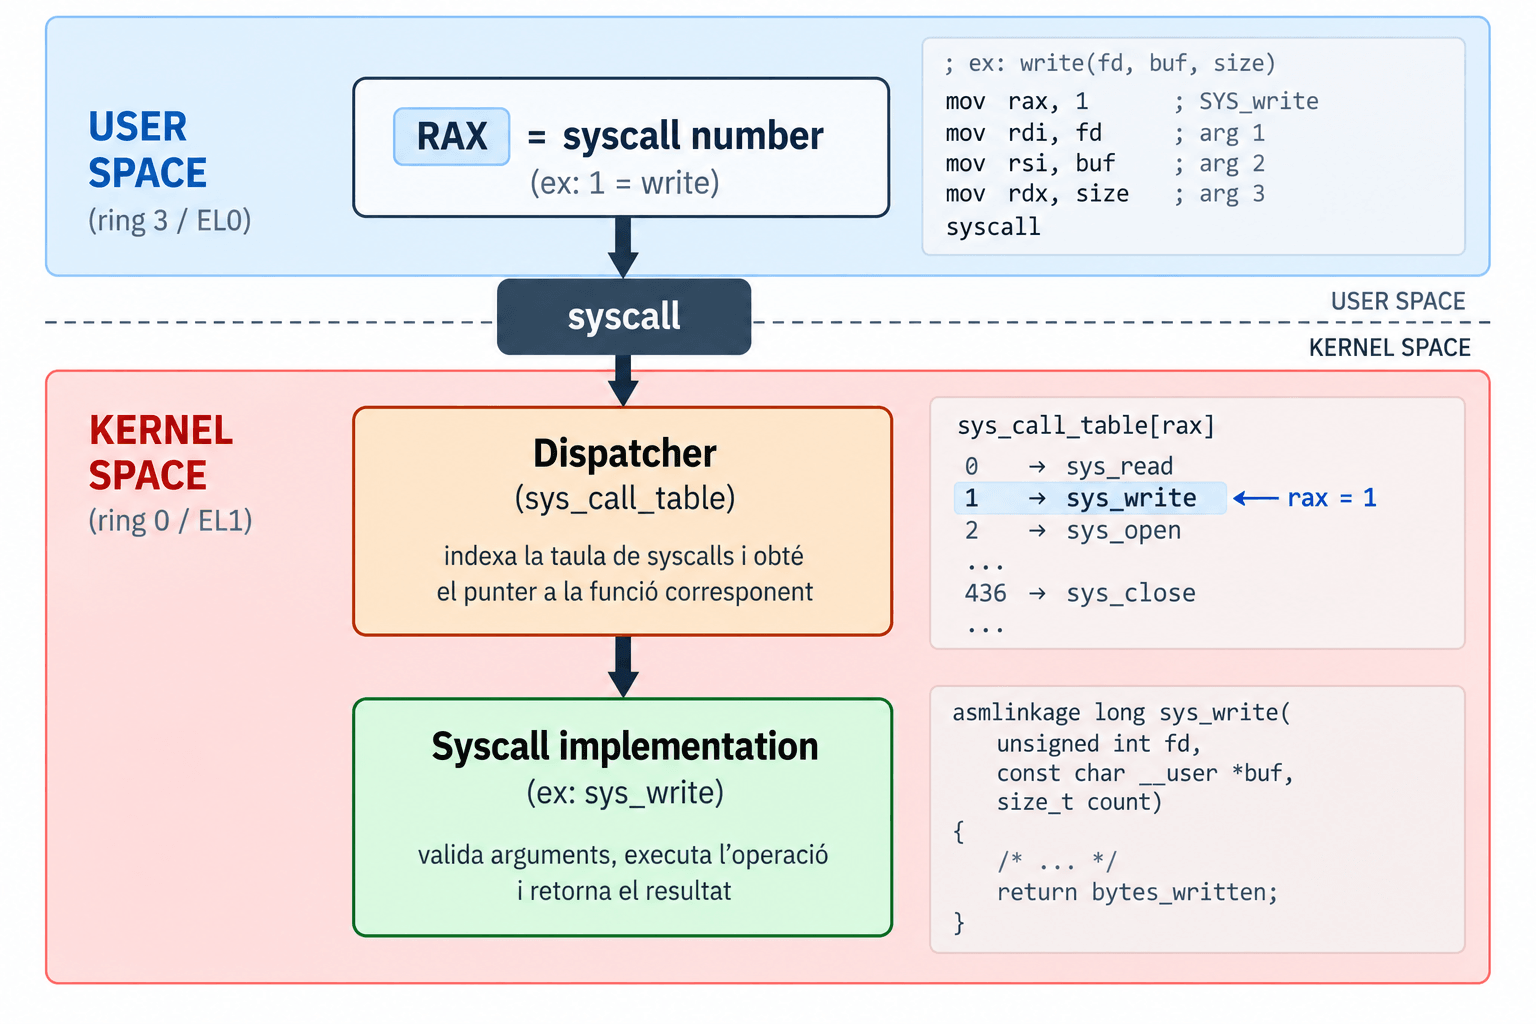 USER
SPACE
(ring 3 / EL0)
RAX = syscall number
(ex: 1 = write)
; ex: write(fd, buf, size)
mov rax, 1 ; SYS_write
mov rdi, fd ; arg 1
mov rsi, buf ; arg 2
mov rdx, size ; arg 3
syscall
syscall
USER SPACE
KERNEL SPACE
KERNEL
SPACE
(ring 0 / EL1)
Dispatcher
(sys_call_table)
indexa la taula de syscalls i obté
el punter a la funció corresponent
sys_call_table[rax]
0 → sys_read
1 → sys_write ← rax = 1
2 → sys_open
...
436 → sys_close
...
Syscall implementation
(ex: sys_write)
valida arguments, executa l’operació
i retorna el resultat
asmlinkage long sys_write(
unsigned int fd,
const char __user *buf,
size_t count)
{
/* ... */
return bytes_written;
}